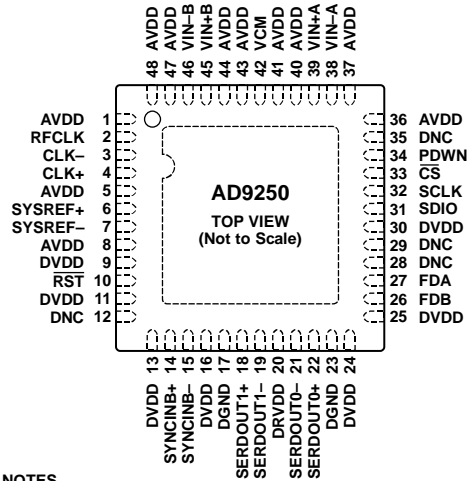 48 AVDD
47 AVDD
46 VIN–B
45 VIN+B
44 AVDD
43 AVDD
42 VCM
41 AVDD
40 AVDD
39 VIN+A
38 VIN–A
37 AVDD
AVDD 1
RFCLK 2
CLK– 3
CLK+ 4
AVDD 5
SYSREF+ 6
SYSREF– 7
AVDD 8
DVDD 9
RST 10
DVDD 11
DNC 12
AD9250
TOP VIEW
(Not to Scale)
36 AVDD
35 DNC
34 PDWN
33 CS
32 SCLK
31 SDIO
30 DVDD
29 DNC
28 DNC
27 FDA
26 FDB
25 DVDD
DVDD 13
SYNCINB+ 14
SYNCINB– 15
DVDD 16
DGND 17
SERDOUT1+ 18
SERDOUT1– 19
DRVDD 20
SERDOUT0– 21
SERDOUT0+ 22
DGND 23
DVDD 24
NOTES